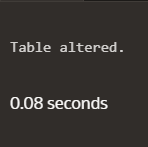 Table altered.
0.08 seconds